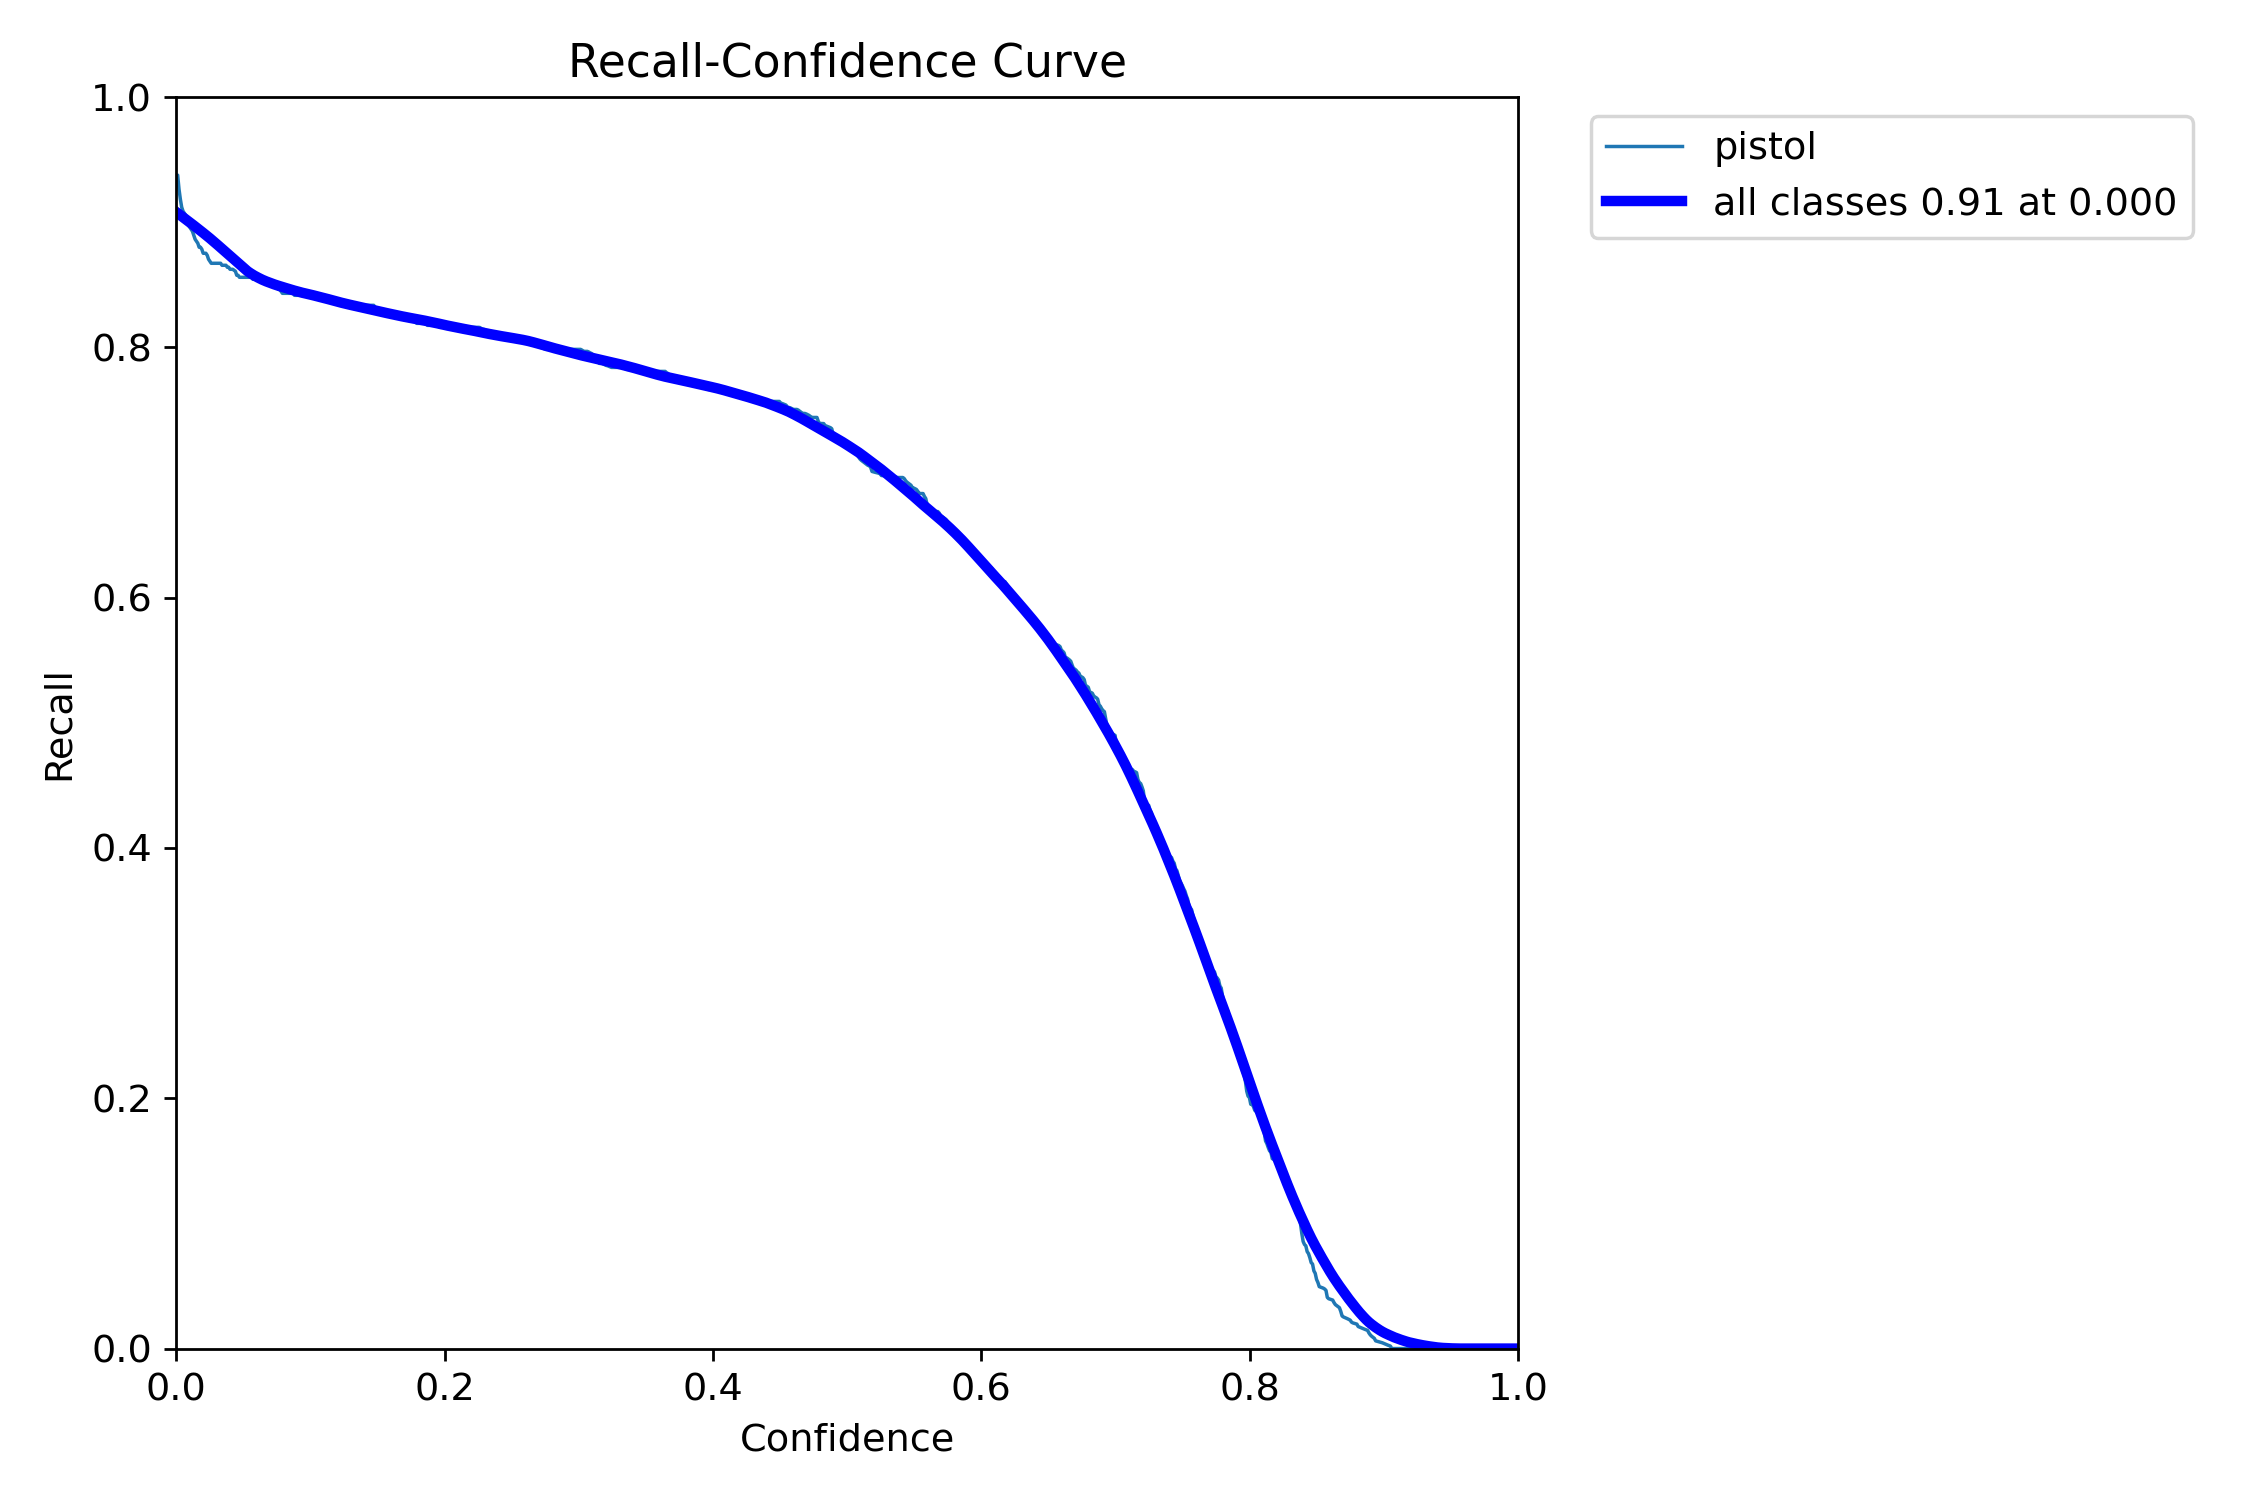 Recall-Confidence Curve
1.0
0.8
0.6
0.4
0.2
0.0
Recall
0.0 0.2 0.4 0.6 0.8 1.0
Confidence
pistol
all classes 0.91 at 0.000